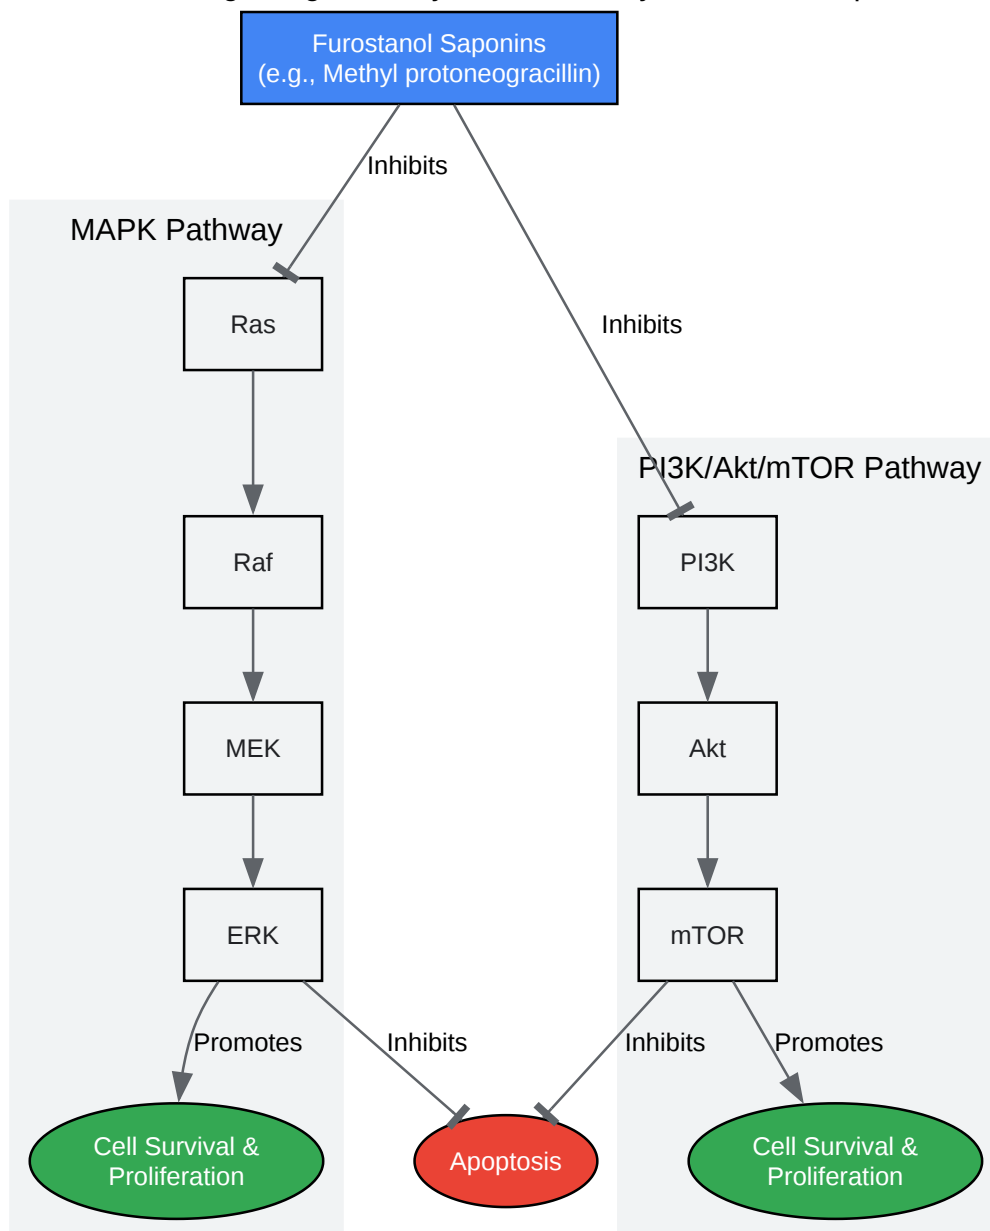 Furostanol Saponins
(e.g., Methyl protoneogracillin)
Inhibits
MAPK Pathway
Ras
Inhibits
PI3K/Akt/mTOR Pathway
Raf
PI3K
MEK
Akt
ERK
mTOR
Promotes
Inhibits
Inhibits
Promotes
Cell Survival &
Proliferation
Apoptosis
Cell Survival &
Proliferation